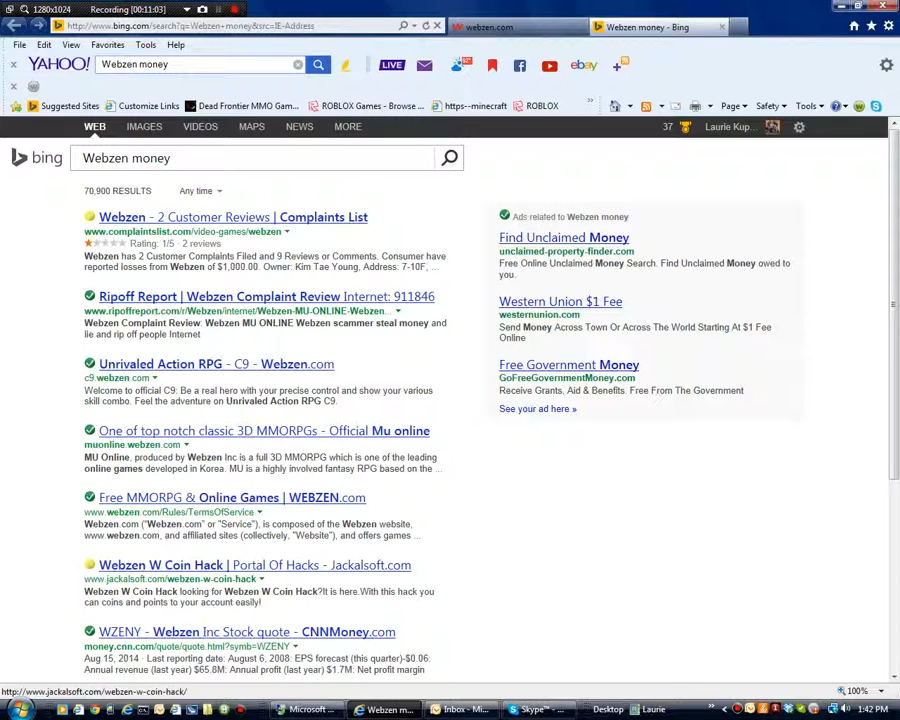 1280x1024 Recording [00:11:03]
http://www.bing.com/search?q=Webzen+money&src=IE-Address
webzen.com
Webzen money - Bing
File Edit View Favorites Tools Help
YAHOO! Webzen money LIVE ebay
Suggested Sites Customize Links Dead Frontier MMO Gam... ROBLOX Games - Browse ... https--minecraft ROBLOX » Page Safety Tools
WEB IMAGES VIDEOS MAPS NEWS MORE 37 Laurie Kup...
bing Webzen money
70,900 RESULTS Any time
Webzen - 2 Customer Reviews | Complaints List
www.complaintslist.com/video-games/webzen
Rating: 1/5 · 2 reviews
Webzen has 2 Customer Complaints Filed and 9 Reviews or Comments. Consumer have
reported losses from Webzen of $1,000.00. Owner: Kim Tae Young, Address: 7-10F, ...
Ripoff Report | Webzen Complaint Review Internet: 911846
www.ripoffreport.com/r/Webzen/internet/Webzen-MU-ONLINE-Webzen...
Webzen Complaint Review: Webzen MU ONLINE Webzen scammer steal money and
lie and rip off people Internet
Unrivaled Action RPG - C9 - Webzen.com
c9.webzen.com
Welcome to official C9: Be a real hero with your precise control and show your various
skill combo. Feel the adventure on Unrivaled Action RPG C9.
One of top notch classic 3D MMORPGs - Official Mu online
muonline.webzen.com
MU Online, produced by Webzen Inc is a full 3D MMORPG which is one of the leading
online games developed in Korea. MU is a highly involved fantasy RPG based on the ...
Free MMORPG & Online Games | WEBZEN.com
www.webzen.com/Rules/TermsOfService
Webzen.com ("Webzen.com" or "Service"), is composed of the Webzen website,
www.webzen.com, and affiliated sites (collectively, "Website"), and offers games ...
Webzen W Coin Hack | Portal Of Hacks - Jackalsoft.com
www.jackalsoft.com/webzen-w-coin-hack
Webzen W Coin Hack looking for Webzen W Coin Hack?It is here.With this hack you
can coins and points to your account easily!
WZENY - Webzen Inc Stock quote - CNNMoney.com
money.cnn.com/quote/quote.html?symb=WZENY
Aug 15, 2014 · Last reporting date: August 6, 2008: EPS forecast (this quarter)-$0.06:
Annual revenue (last year) $65.8M: Annual profit (last year) $1.7M: Net profit margin
Ads related to Webzen money
Find Unclaimed Money
unclaimed-property-finder.com
Free Online Unclaimed Money Search. Find Unclaimed Money owed to
you.
Western Union $1 Fee
westernunion.com
Send Money Across Town Or Across The World Starting At $1 Fee
Online
Free Government Money
GoFreeGovernmentMoney.com
Receive Grants, Aid & Benefits. Free From The Government
See your ad here »
http://www.jackalsoft.com/webzen-w-coin-hack/ 100%
Microsoft ... Webzen m... Inbox - Mi... Skype™ - ... Desktop Laurie 1:42 PM